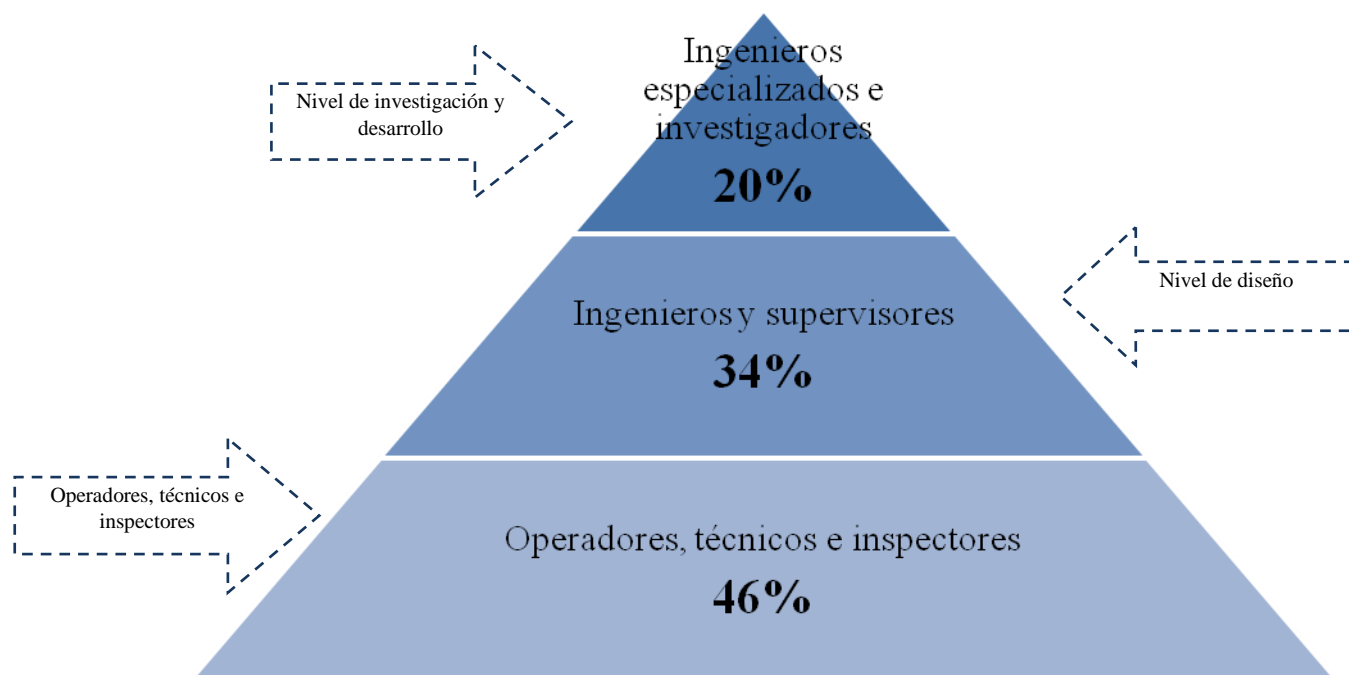 Ingenieros
especializados e
investigadores
20%
Nivel de investigación y
desarrollo
Ingenieros y supervisores
34%
Nivel de diseño
Operadores, técnicos e
inspectores
Operadores, técnicos e inspectores
46%